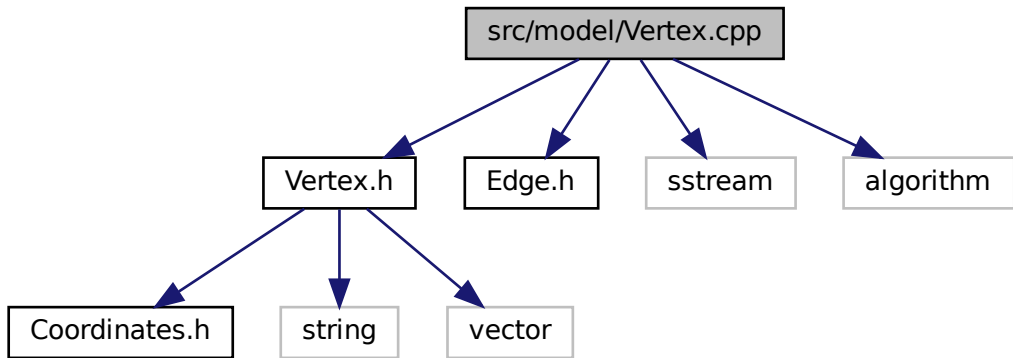 src/model/Vertex.cpp
Vertex.h
Edge.h
sstream
algorithm
Coordinates.h
string
vector